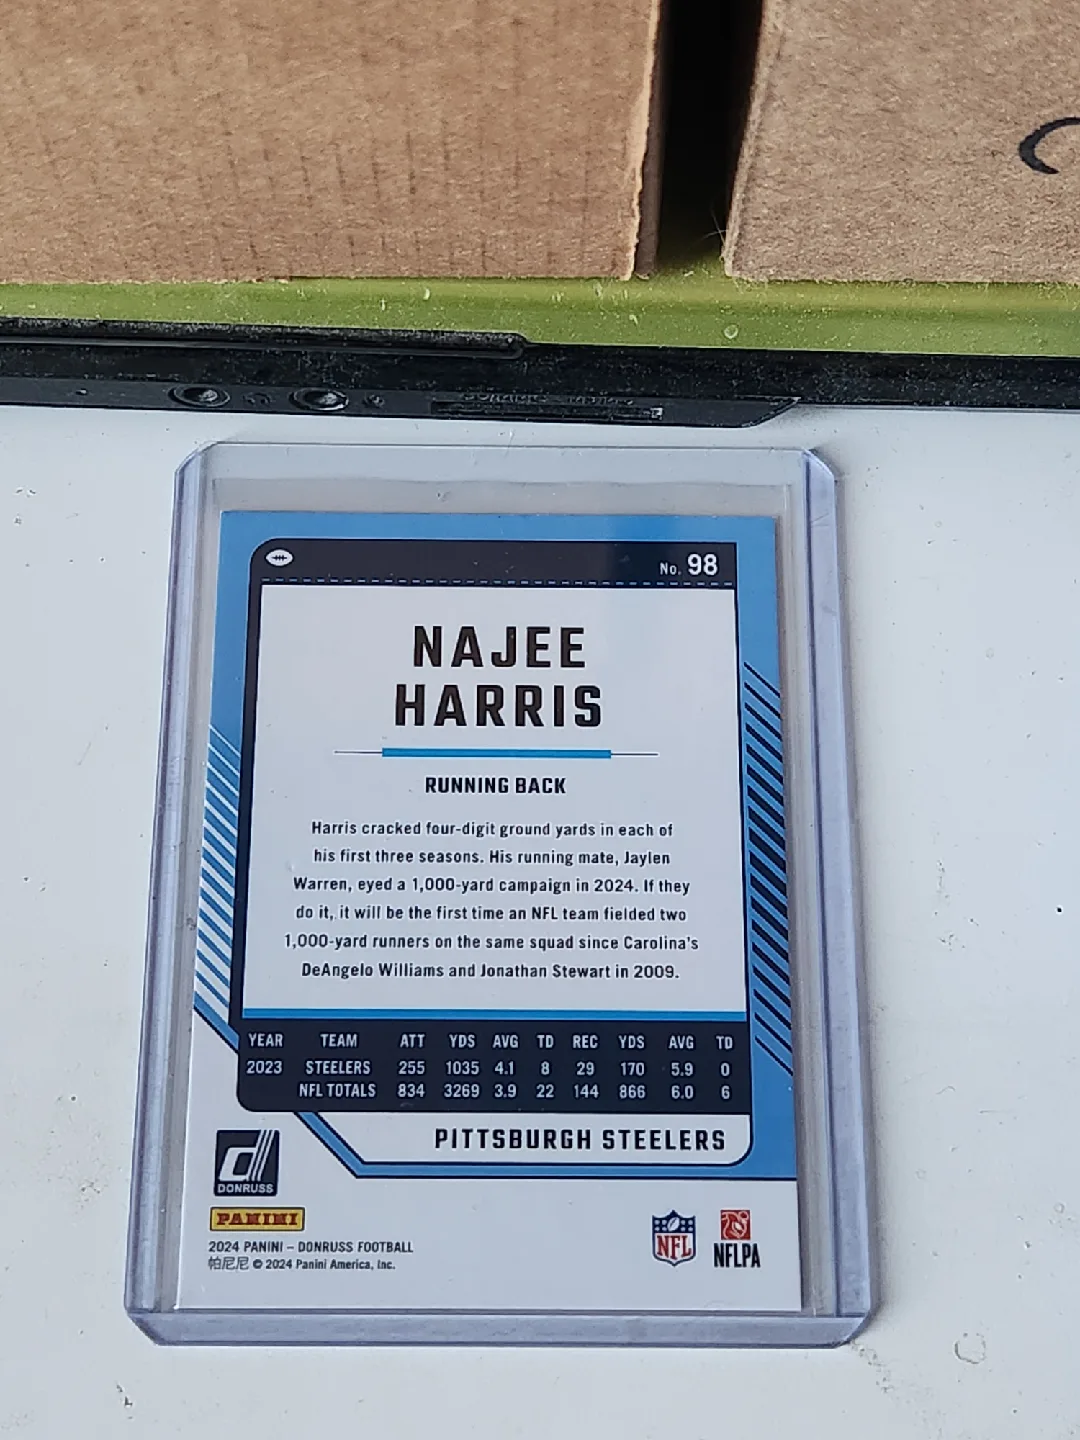 No. 98
NAJEE
HARRIS
RUNNING BACK
Harris cracked four-digit ground yards in each of
his first three seasons. His running mate, Jaylen
Warren, eyed a 1,000-yard campaign in 2024. If they
do it, it will be the first time an NFL team fielded two
1,000-yard runners on the same squad since Carolina's
DeAngelo Williams and Jonathan Stewart in 2009.
YEAR TEAM ATT YDS AVG TD REC YDS AVG TD
2023 STEELERS 255 1035 4.1 8 29 170 5.9 0
NFL TOTALS 834 3269 3.9 22 144 866 6.0 6
PITTSBURGH STEELERS
d
DONRUSS
PANINI
2024 PANINI – DONRUSS FOOTBALL
帕尼尼 © 2024 Panini America, Inc.
NFL
NFLPA